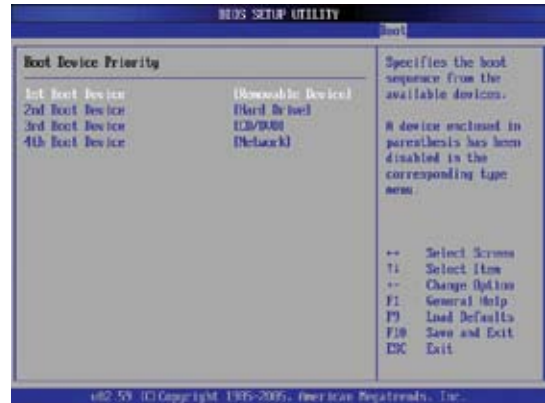 BIOS SETUP UTILITY
Boot
Boot Device Priority
1st Boot Device [Removable Device]
2nd Boot Device [Hard Drive]
3rd Boot Device [CD/DVD]
4th Boot Device [Network]
Specifies the boot
sequence from the
available devices.
A device enclosed in
parenthesis has been
disabled in the
corresponding type
menu.
↔ Select Screen
↑↓ Select Item
+- Change Option
F1 General Help
F9 Load Defaults
F10 Save and Exit
ESC Exit
v02.59 (C) Copyright 1985-2005, American Megatrends, Inc.